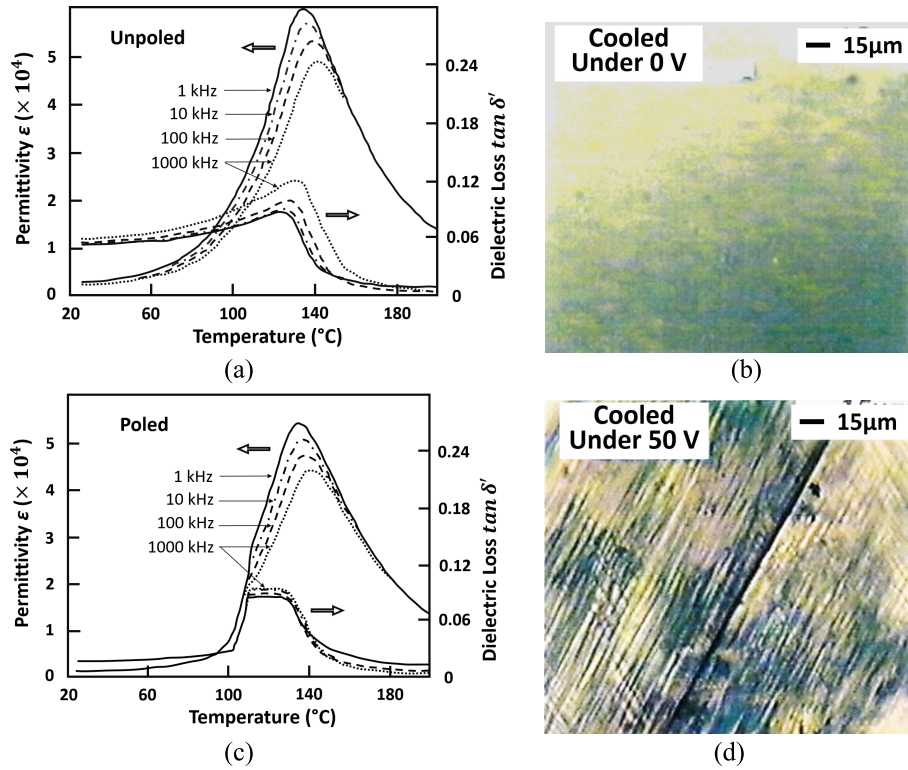 Unpoled
Permittivity ε (× 10⁴)
5
4
3
2
1
0
1 kHz
10 kHz
100 kHz
1000 kHz
0.24
0.18
0.12
0.06
0
Dielectric Loss tan δ′
20
60
100
140
180
Temperature (°C)
(a)
Cooled
Under 0 V
15μm
(b)
Poled
Permittivity ε (× 10⁴)
5
4
3
2
1
0
1 kHz
10 kHz
100 kHz
1000 kHz
0.24
0.18
0.12
0.06
0
Dielectric Loss tan δ′
20
60
100
140
180
Temperature (°C)
(c)
Cooled
Under 50 V
15μm
(d)